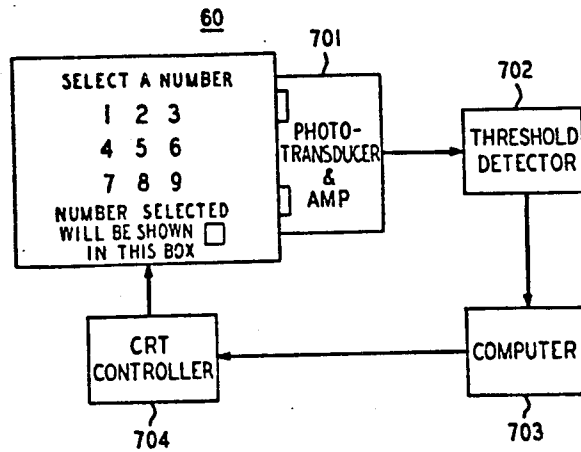 60
701
702
SELECT A NUMBER
1 2 3
4 5 6
7 8 9
NUMBER SELECTED
WILL BE SHOWN
IN THIS BOX
PHOTO-
TRANSDUCER
&
AMP
THRESHOLD
DETECTOR
CRT
CONTROLLER
COMPUTER
704
703